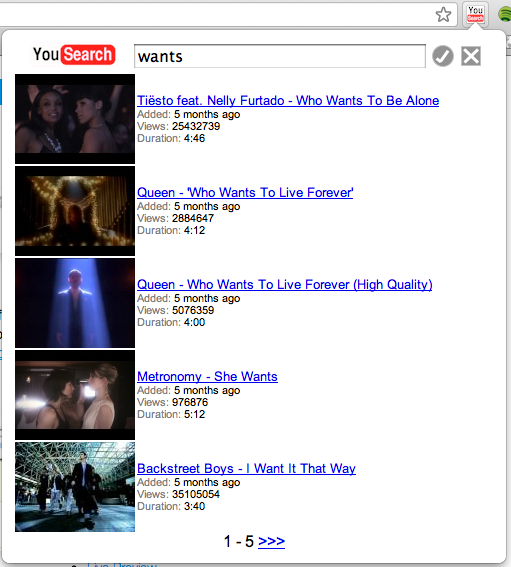 You
Search
You Search
wants
Tiësto feat. Nelly Furtado - Who Wants To Be Alone
Added: 5 months ago
Views: 25432739
Duration: 4:46
Queen - 'Who Wants To Live Forever'
Added: 5 months ago
Views: 2884647
Duration: 4:12
Queen - Who Wants To Live Forever (High Quality)
Added: 5 months ago
Views: 5076359
Duration: 4:00
Metronomy - She Wants
Added: 5 months ago
Views: 976876
Duration: 5:12
Backstreet Boys - I Want It That Way
Added: 5 months ago
Views: 35105054
Duration: 3:40
1 - 5 >>>
Live Preview